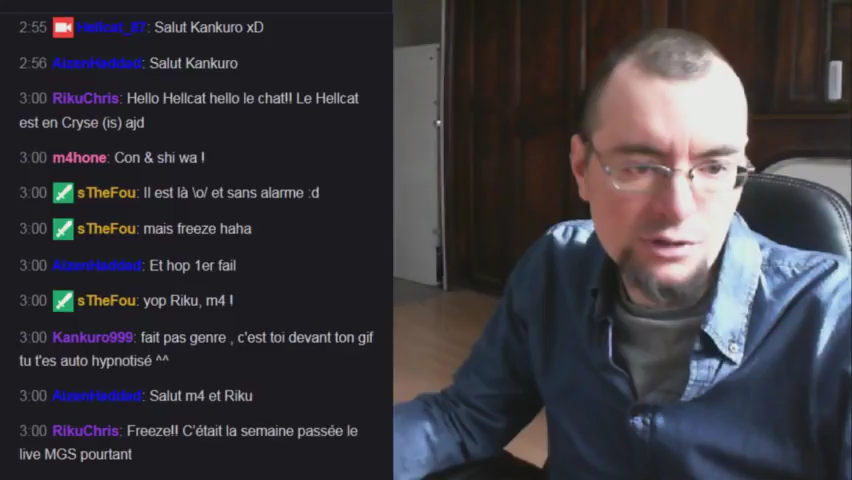 2:55 Hellcat_87: Salut Kankuro xD
2:56 AizenHaddad: Salut Kankuro
3:00 RikuChris: Hello Hellcat hello le chat!! Le Hellcat
est en Cryse (is) ajd
3:00 m4hone: Con & shi wa !
3:00 sTheFou: Il est là \o/ et sans alarme :d
3:00 sTheFou: mais freeze haha
3:00 AizenHaddad: Et hop 1er fail
3:00 sTheFou: yop Riku, m4 !
3:00 Kankuro999: fait pas genre , c'est toi devant ton gif
tu t'es auto hypnotisé ^^
3:00 AizenHaddad: Salut m4 et Riku
3:00 RikuChris: Freeze!! C'était la semaine passée le
live MGS pourtant